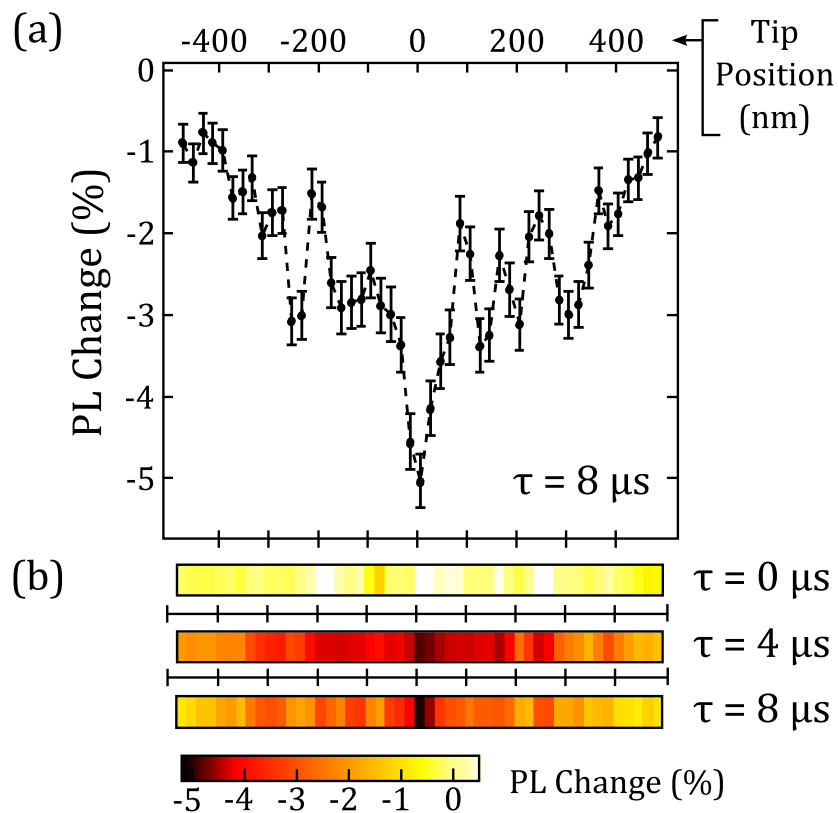 (a)
-400 -200 0 200 400
Tip
Position
(nm)
0
-1
-2
-3
-4
-5
PL Change (%)
τ = 8 μs
(b)
τ = 0 μs
τ = 4 μs
τ = 8 μs
-5 -4 -3 -2 -1 0
PL Change (%)